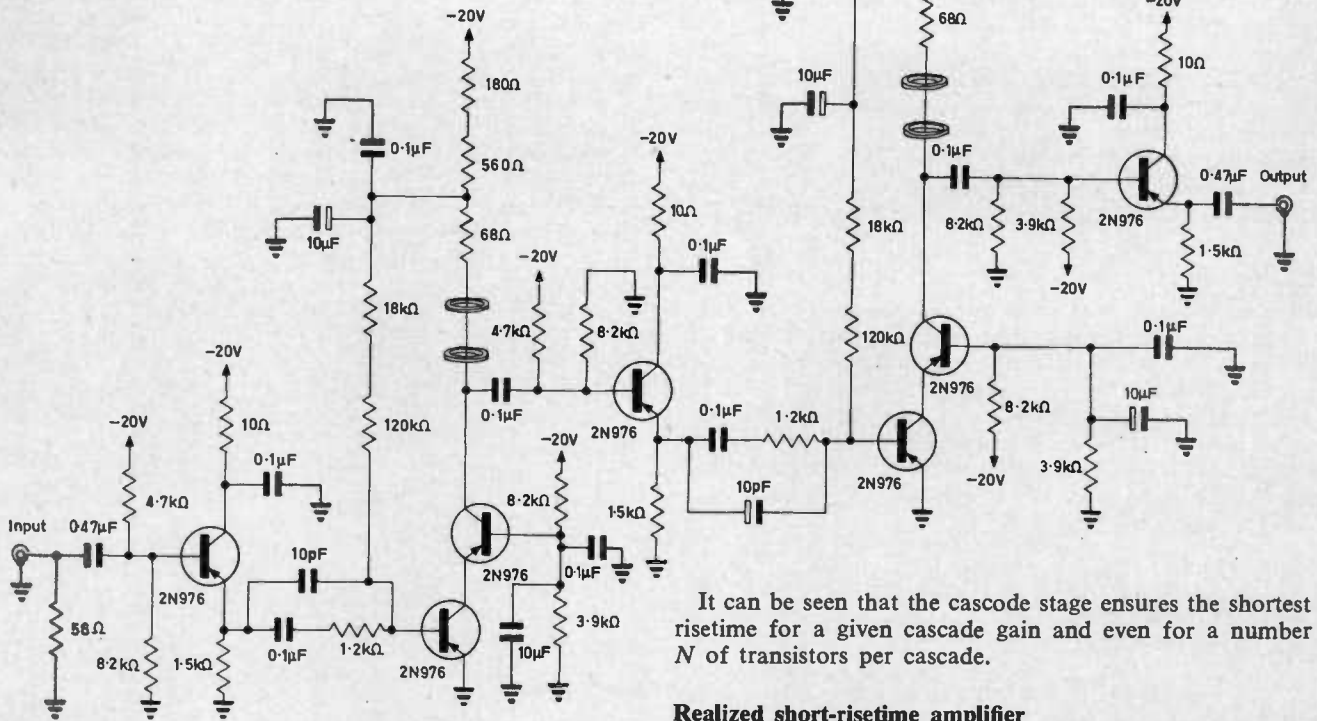 -20V
-20V
68Ω
180Ω
10µF
0·1µF
10Ω
0·1µF
560Ω
-20V
0·1µF
0·47µF Output
10Ω
2N976
10µF
68Ω
18kΩ
8·2kΩ
3·9kΩ
1·5kΩ
-20V
0·1µF
-20V
18kΩ
4·7kΩ
8·2kΩ
120kΩ
0·1µF
-20V
2N976
10Ω
0·1µF
2N976
0·1µF
1·2kΩ
8·2kΩ
10µF
-20V
120kΩ
-20V
2N976
3·9kΩ
0·1µF
-20V
4·7kΩ
8·2kΩ
1·5kΩ
10pF
Input
0·47µF
10pF
2N976
0·1µF
2N976
56Ω
8·2kΩ
1·5kΩ
0·1µF
1·2kΩ
2N976
10µF
3·9kΩ
It can be seen that the cascode stage ensures the shortest
risetime for a given cascade gain and even for a number
N of transistors per cascade.
Realized short-risetime amplifier